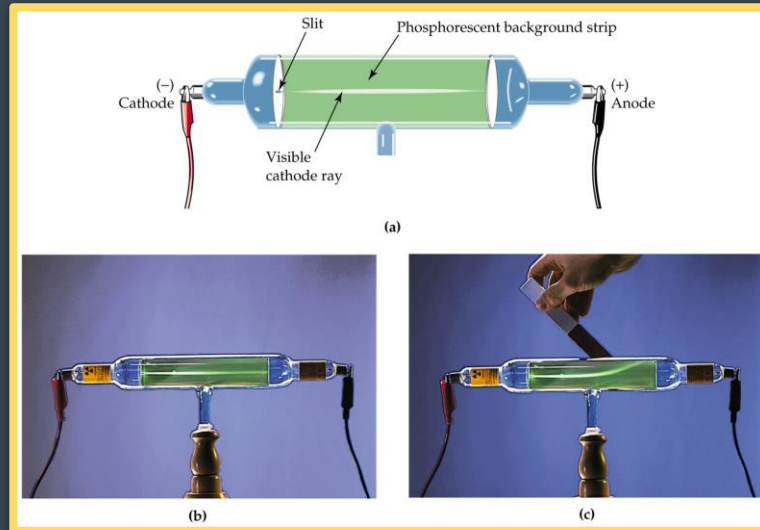 Slit
Phosphorescent background strip
(−)
Cathode
(+)
Anode
Visible
cathode ray
(a)
(b)
(c)